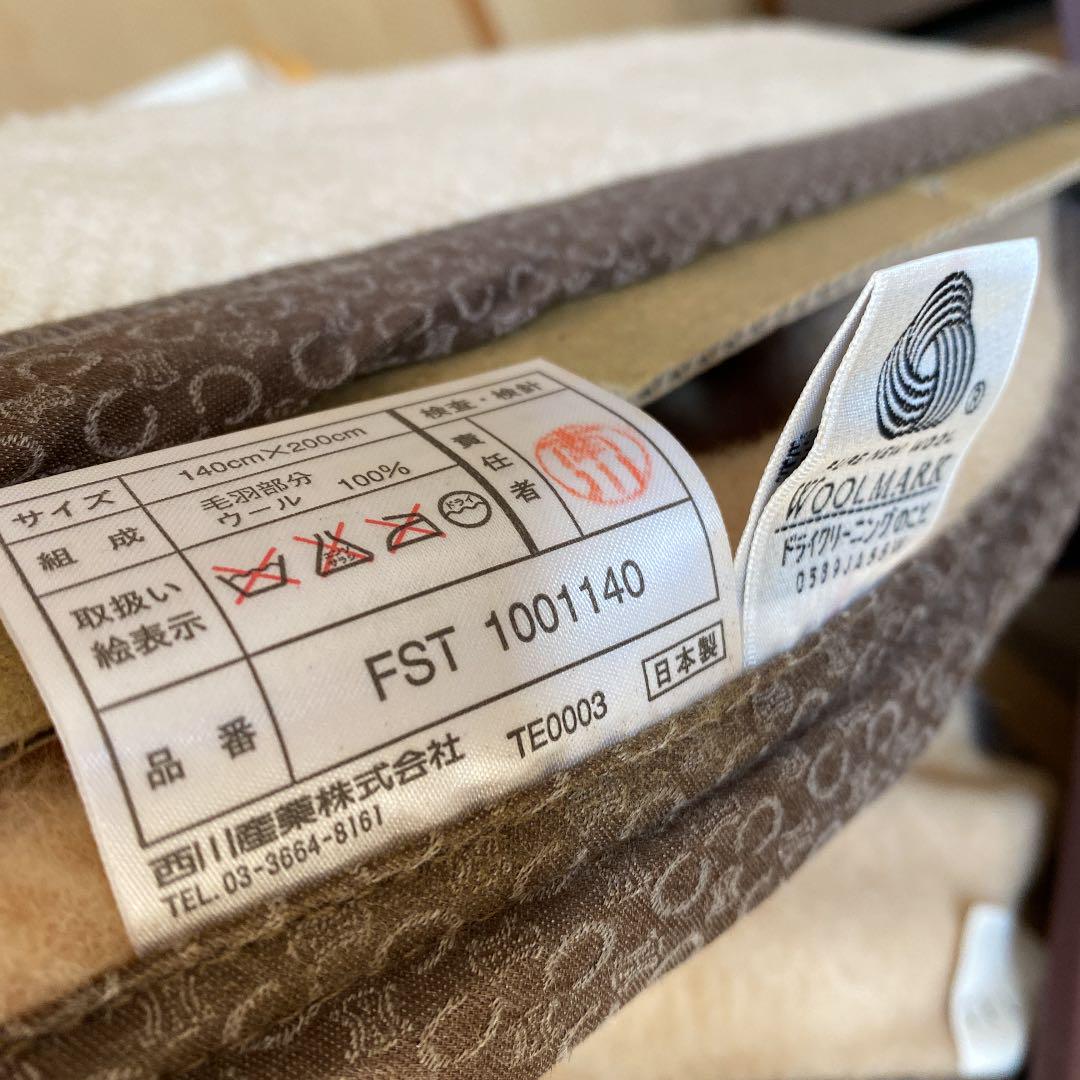 サイズ 140cm×200cm 検査・検針
組成 毛羽部分 ウール 100% 責任者
取扱い絵表示 ドライ
品番 FST 1001140
西川産業株式会社 TE0003 日本製
TEL.03-3664-8161
PURE NEW WOOL
WOOLMARK
ドライクリーニングのこと